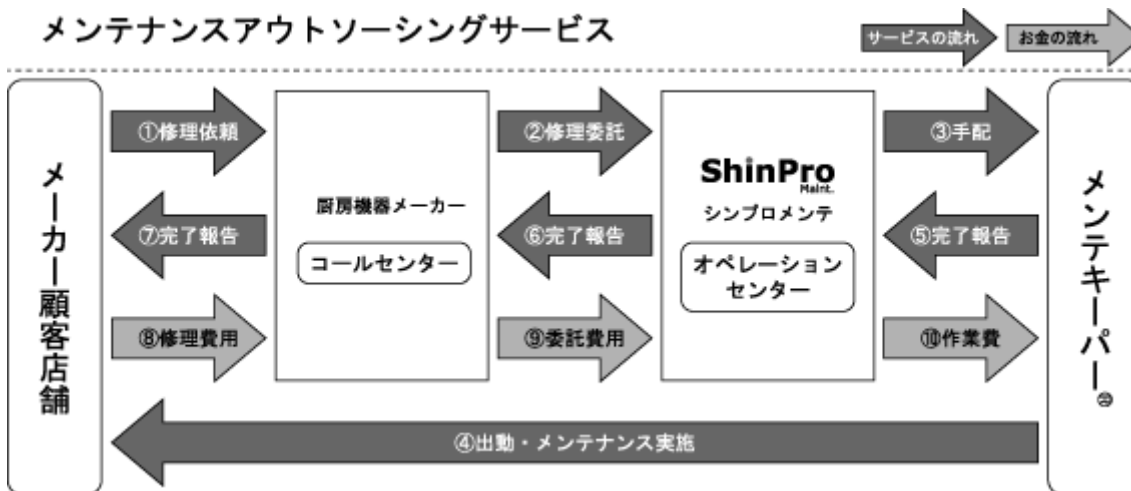 メンテナンスアウトソーシングサービス
サービスの流れ
お金の流れ
メーカー顧客店舗
①修理依頼
⑦完了報告
⑧修理費用
厨房機器メーカー
コールセンター
②修理委託
⑥完了報告
⑨委託費用
ShinPro
Maint.
シンプロメンテ
オペレーション
センター
③手配
⑤完了報告
⑩作業費
メンテキーパー
④出動・メンテナンス実施